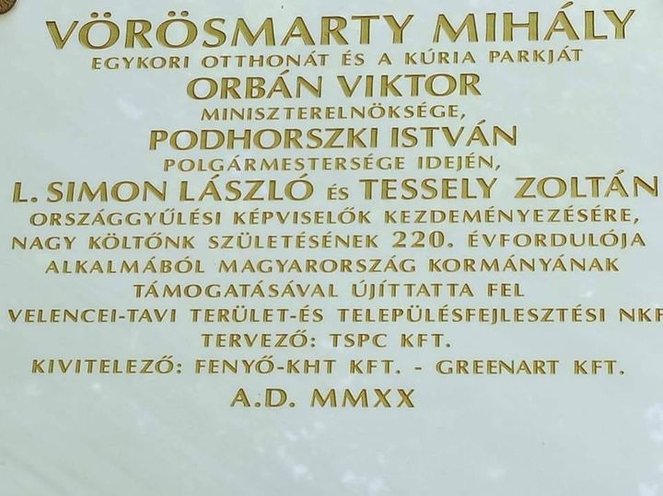 VÖRÖSMARTY MIHÁLY
EGYKORI OTTHONÁT ÉS A KÚRIA PARKJÁT
ORBÁN VIKTOR
MINISZTERELNÖKSÉGE,
PODHORSZKI ISTVÁN
POLGÁRMESTERSÉGE IDEJÉN,
L. SIMON LÁSZLÓ ÉS TESSELY ZOLTÁN
ORSZÁGGYŰLÉSI KÉPVISELŐK KEZDEMÉNYEZÉSÉRE,
NAGY KÖLTŐNK SZÜLETÉSÉNEK 220. ÉVFORDULÓJA
ALKALMÁBÓL MAGYARORSZÁG KORMÁNYÁNAK
TÁMOGATÁSÁVAL ÚJÍTTATTA FEL
VELENCEI-TAVI TERÜLET-ÉS TELEPÜLÉSFEJLESZTÉSI NKF
TERVEZŐ: TSPC KFT.
KIVITELEZŐ: FENYŐ-KHT KFT. - GREENART KFT.
A.D. MMXX